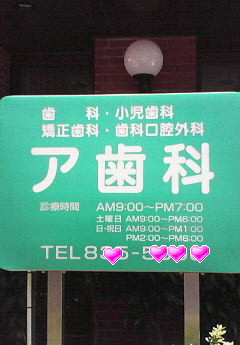 歯　科・小児歯科
矯正歯科・歯科口腔外科
ア歯科
診療時間 AM9:00〜PM7:00
土曜日 AM9:00〜PM6:00
日・祝日 AM9:00〜PM1:00
PM2:00〜PM6:00
TEL 83